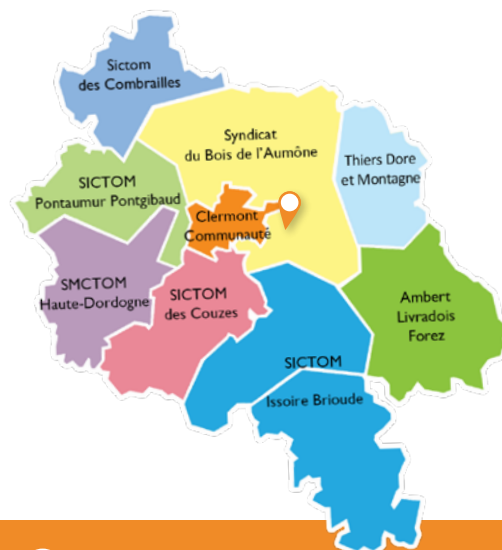 Sictom
des Combrailles
Syndicat
du Bois de l'Aumône
Thiers Dore
et Montagne
SICTOM
Pontaumur Pontgibaud
Clermont
Communauté
SMCTOM
Haute-Dordogne
SICTOM
des Couzes
Ambert
Livradois
Forez
SICTOM
Issoire Brioude